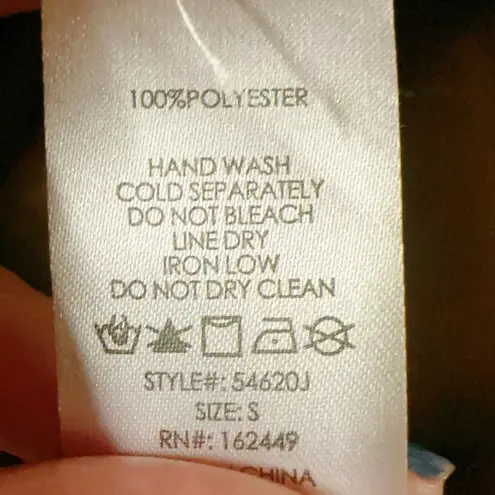 100%POLYESTER
HAND WASH
COLD SEPARATELY
DO NOT BLEACH
LINE DRY
IRON LOW
DO NOT DRY CLEAN
STYLE#: 54620J
SIZE: S
RN#: 162449
CHINA